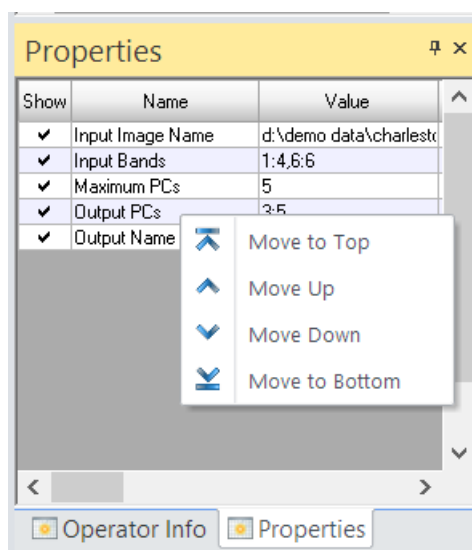 Properties
Show Name Value
Input Image Name d:\demo data\charlest
Input Bands 1:4,6:6
Maximum PCs 5
Output PCs 3:5
Output Name
Move to Top
Move Up
Move Down
Move to Bottom
Operator Info Properties